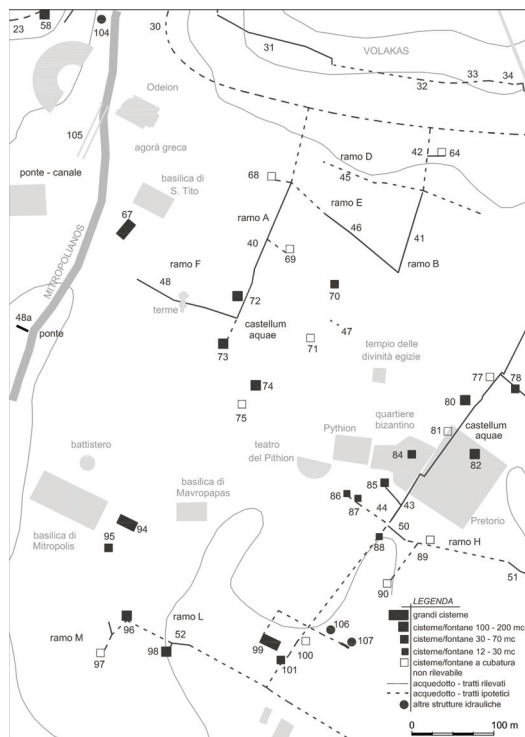 23
58
104
30
31
VOLAKAS
32
33
34
Odeion
105
agorà greca
ponte - canale
basilica di
S. Tito
67
MITROPOLIANOS
68
ramo D
45
42
64
ramo A
ramo E
40
46
41
69
ramo B
ramo F
48
72
70
terme
castellum
aquae
48a
ponte
73
71
47
tempio delle
divinità egizie
74
75
77
78
80
quartiere
bizantino
castellum
aquae
81
Pythion
84
82
battistero
teatro
del Pithion
basilica di
Mavropapas
85
86
87
44
43
Pretorio
50
basilica di
Mitropolis
94
95
88
89
ramo H
51
90
ramo L
96
ramo M
52
97
98
99
100
101
106
107
LEGENDA
grandi cisterne
cisterne/fontane 100 - 200 mc
cisterne/fontane 30 - 70 mc
cisterne/fontane 12 - 30 mc
cisterne/fontane a cubatura
non rilevabile
acquedotto - tratti rilevati
acquedotto - tratti ipotetici
altre strutture idrauliche
0
100 m